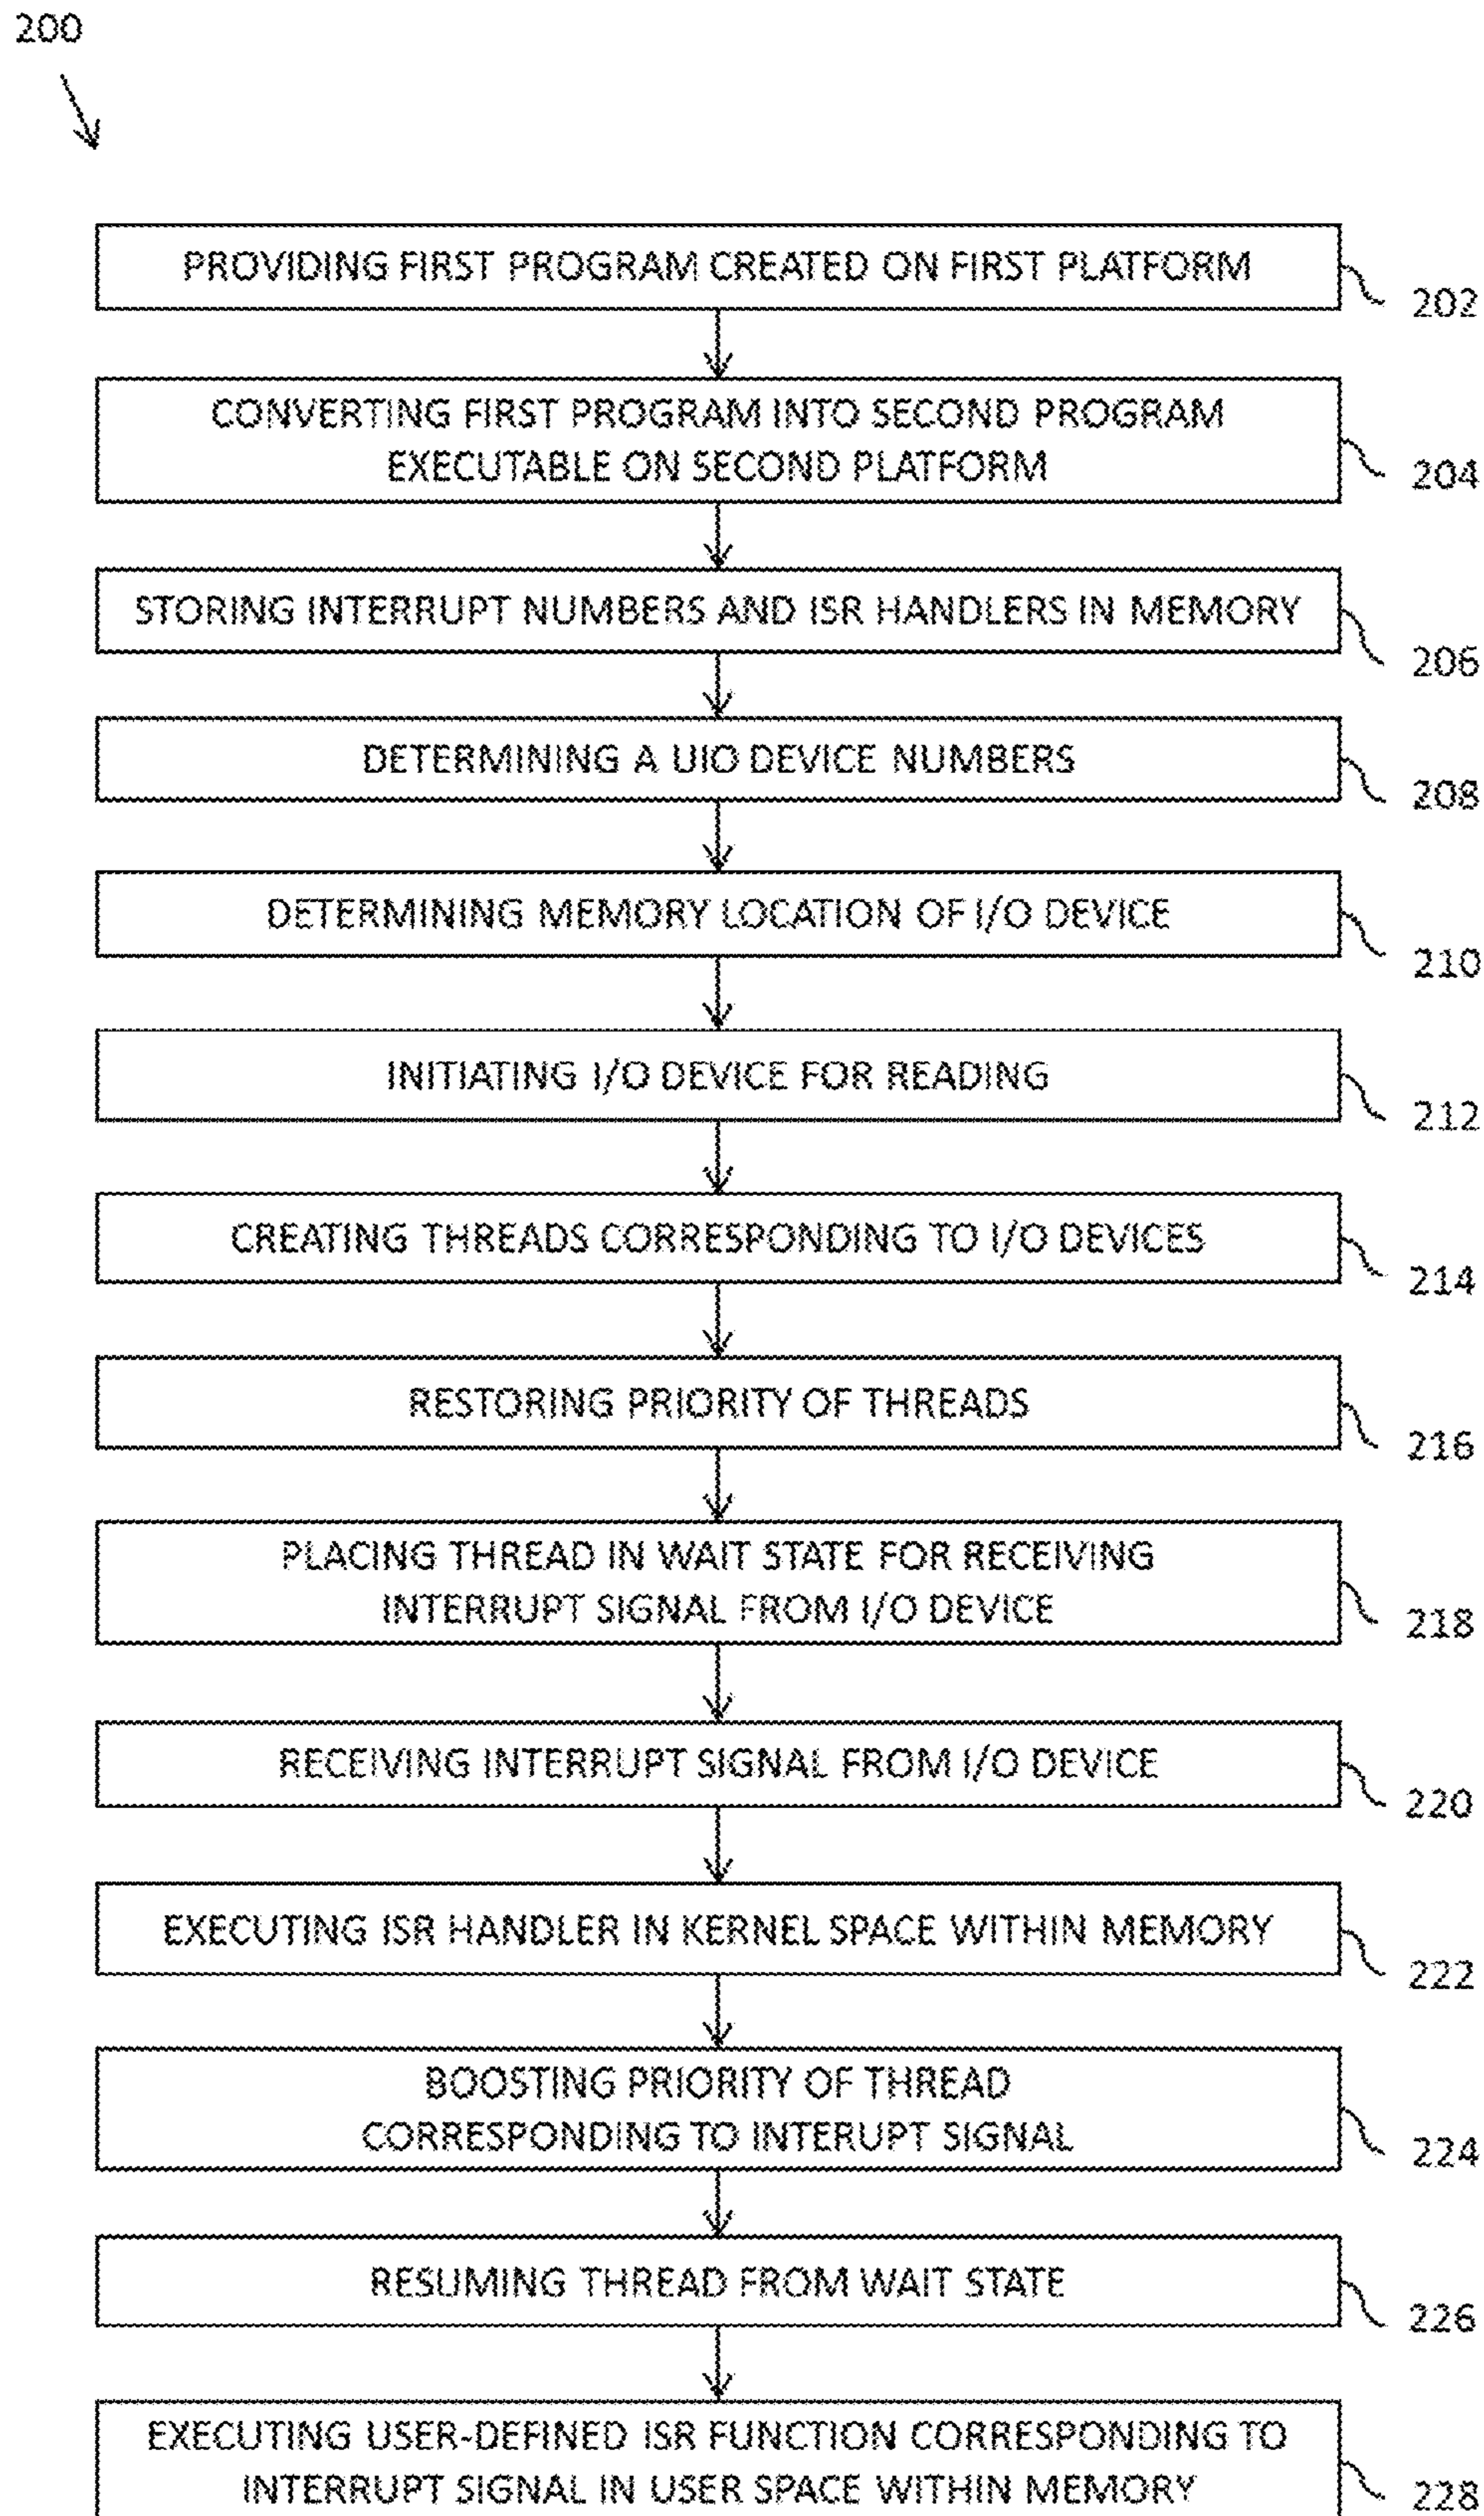 200
PROVIDING FIRST PROGRAM CREATED ON FIRST PLATFORM
202
CONVERTING FIRST PROGRAM INTO SECOND PROGRAM
EXECUTABLE ON SECOND PLATFORM
204
STORING INTERRUPT NUMBERS AND ISR HANDLERS IN MEMORY
206
DETERMINING A UIO DEVICE NUMBERS
208
DETERMINING MEMORY LOCATION OF I/O DEVICE
210
INITIATING I/O DEVICE FOR READING
212
CREATING THREADS CORRESPONDING TO I/O DEVICES
214
RESTORING PRIORITY OF THREADS
216
PLACING THREAD IN WAIT STATE FOR RECEIVING
INTERRUPT SIGNAL FROM I/O DEVICE
218
RECEIVING INTERRUPT SIGNAL FROM I/O DEVICE
220
EXECUTING ISR HANDLER IN KERNEL SPACE WITHIN MEMORY
222
BOOSTING PRIORITY OF THREAD
CORRESPONDING TO INTERUPT SIGNAL
224
RESUMING THREAD FROM WAIT STATE
226
EXECUTING USER-DEFINED ISR FUNCTION CORRESPONDING TO
INTERRUPT SIGNAL IN USER SPACE WITHIN MEMORY
228